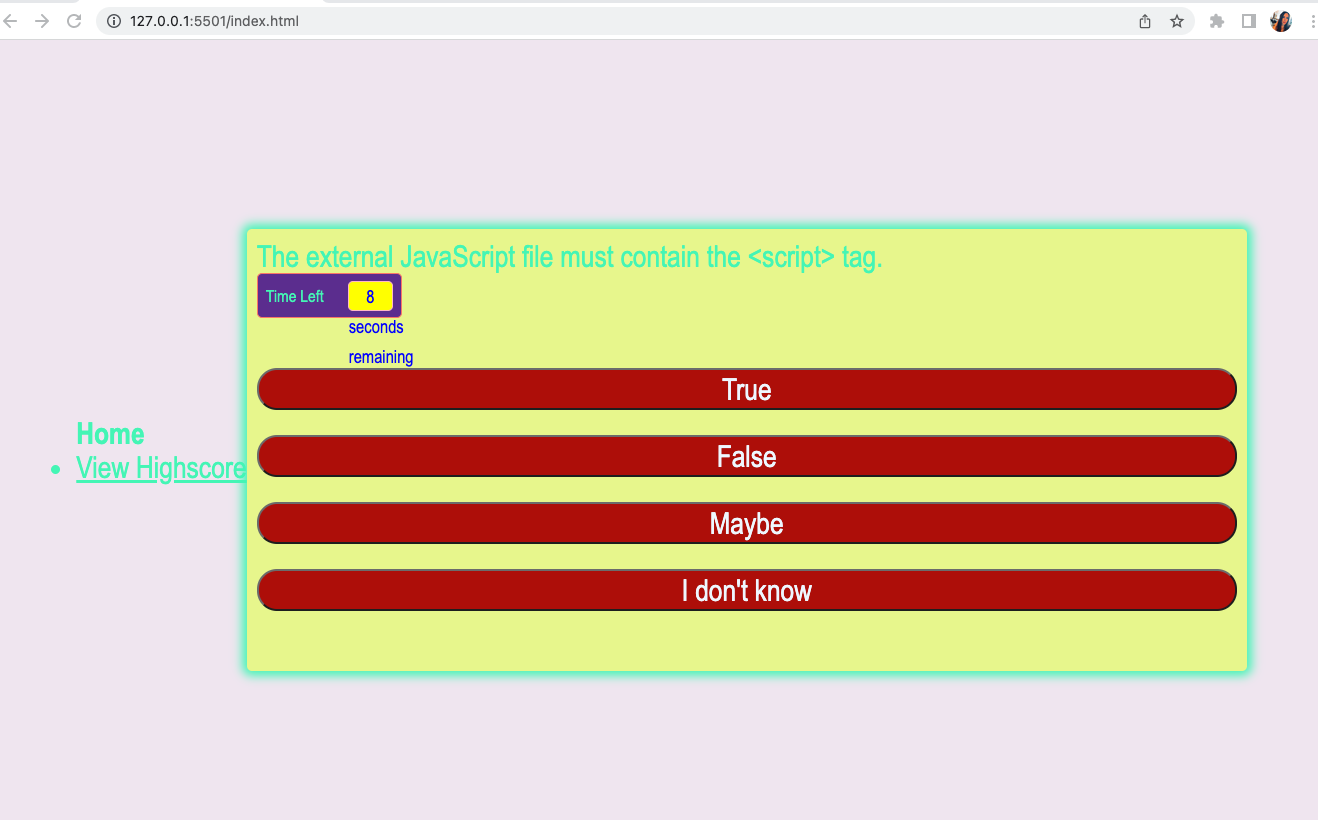 127.0.0.1:5501/index.html
The external JavaScript file must contain the <script> tag.
Time Left 8
seconds
remaining
True
False
Maybe
I don't know
Home
View Highscore